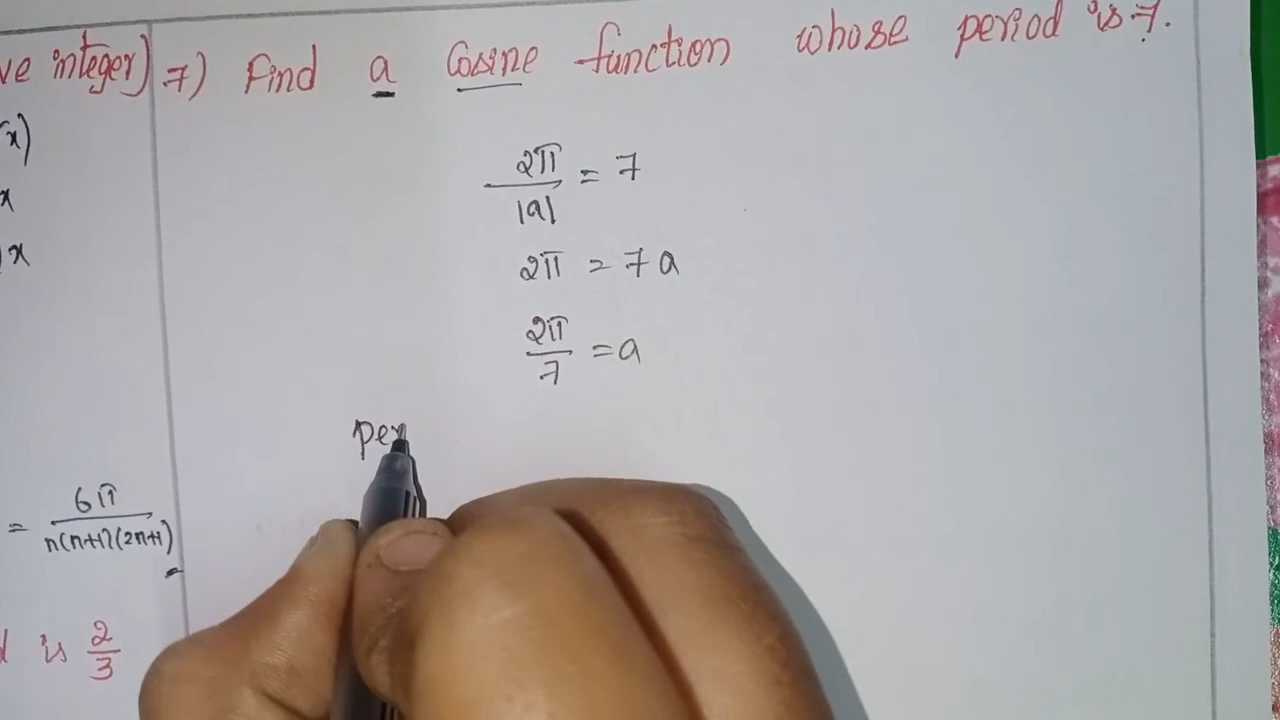 ve integer)
7) Find a Cosine function whose period is 7.
x)
x
)x
2π/|a| = 7
2π = 7a
2π/7 = a
per
= 6π/n(n+1)(2n+1)
is 2/3